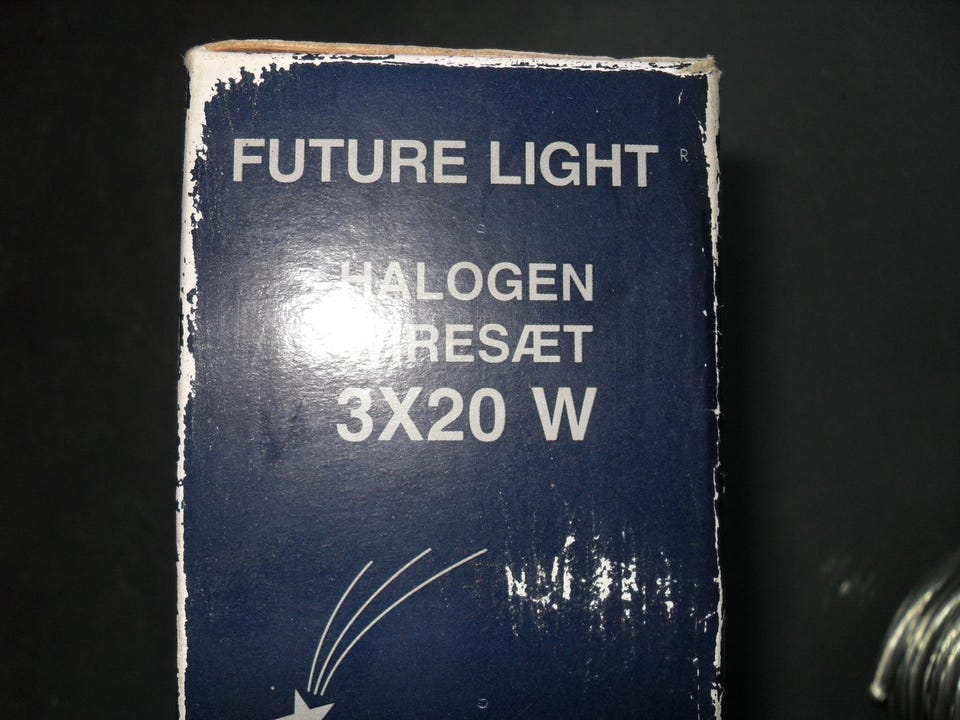 FUTURE LIGHT R
HALOGEN
3X20 W